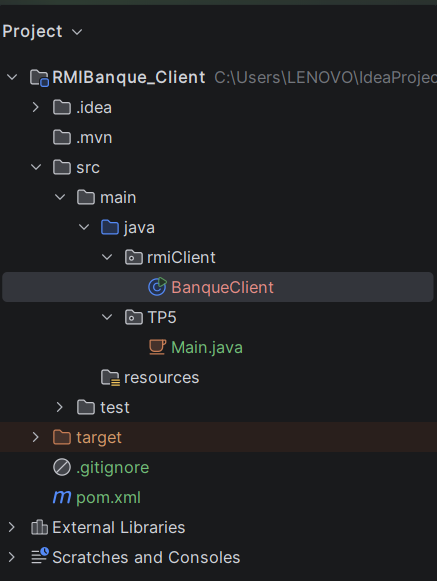 Project
RMIBanque_Client C:\Users\LENOVO\IdeaProjec
.idea
.mvn
src
main
java
rmiClient
BanqueClient
TP5
Main.java
resources
test
target
.gitignore
pom.xml
External Libraries
Scratches and Consoles